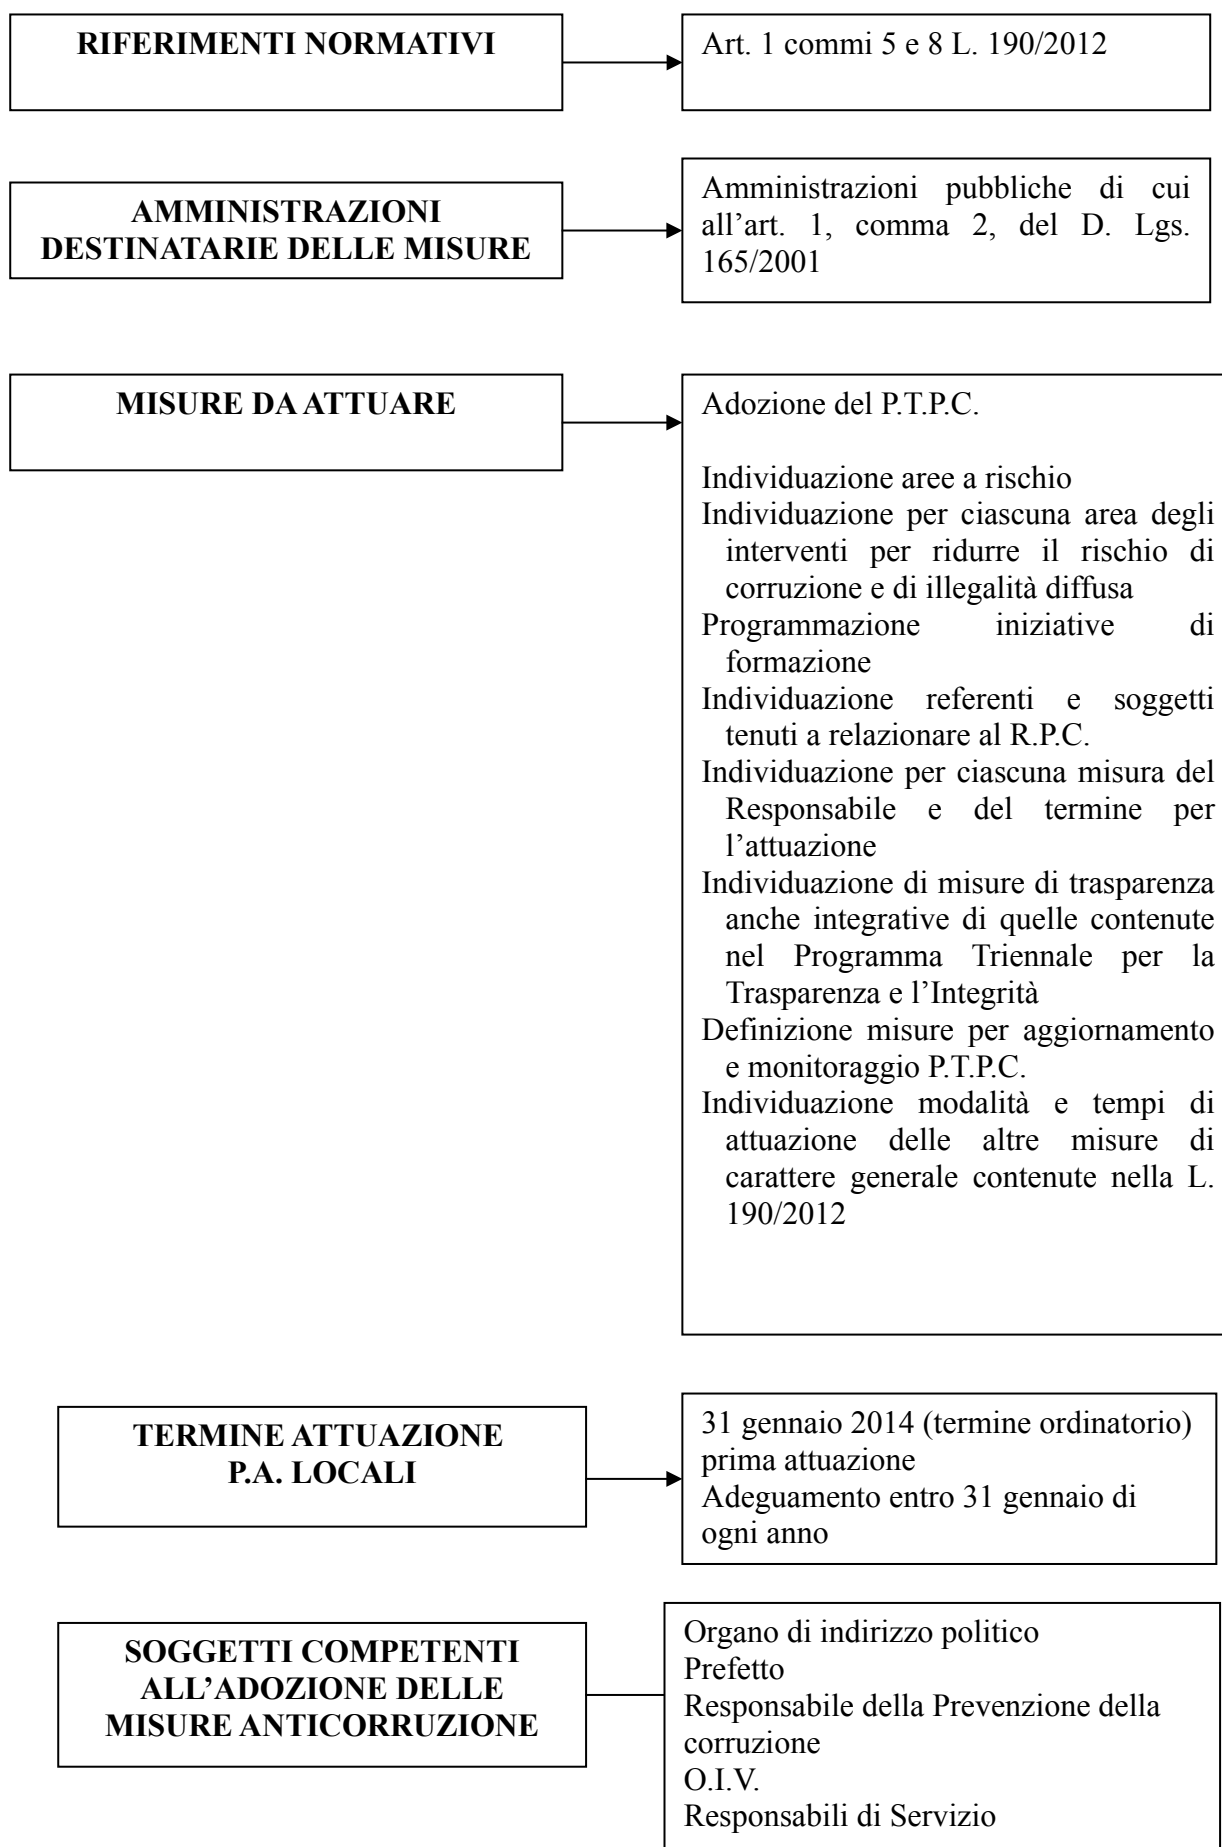 RIFERIMENTI NORMATIVI
Art. 1 commi 5 e 8 L. 190/2012
AMMINISTRAZIONI
DESTINATARIE DELLE MISURE
Amministrazioni pubbliche di cui
all’art. 1, comma 2, del D. Lgs.
165/2001
MISURE DA ATTUARE
Adozione del P.T.P.C.
Individuazione aree a rischio
Individuazione per ciascuna area degli
interventi per ridurre il rischio di
corruzione e di illegalità diffusa
Programmazione iniziative di
formazione
Individuazione referenti e soggetti
tenuti a relazionare al R.P.C.
Individuazione per ciascuna misura del
Responsabile e del termine per
l’attuazione
Individuazione di misure di trasparenza
anche integrative di quelle contenute
nel Programma Triennale per la
Trasparenza e l’Integrità
Definizione misure per aggiornamento
e monitoraggio P.T.P.C.
Individuazione modalità e tempi di
attuazione delle altre misure di
carattere generale contenute nella L.
190/2012
TERMINE ATTUAZIONE
P.A. LOCALI
31 gennaio 2014 (termine ordinatorio)
prima attuazione
Adeguamento entro 31 gennaio di
ogni anno
SOGGETTI COMPETENTI
ALL’ADOZIONE DELLE
MISURE ANTICORRUZIONE
Organo di indirizzo politico
Prefetto
Responsabile della Prevenzione della
corruzione
O.I.V.
Responsabili di Servizio